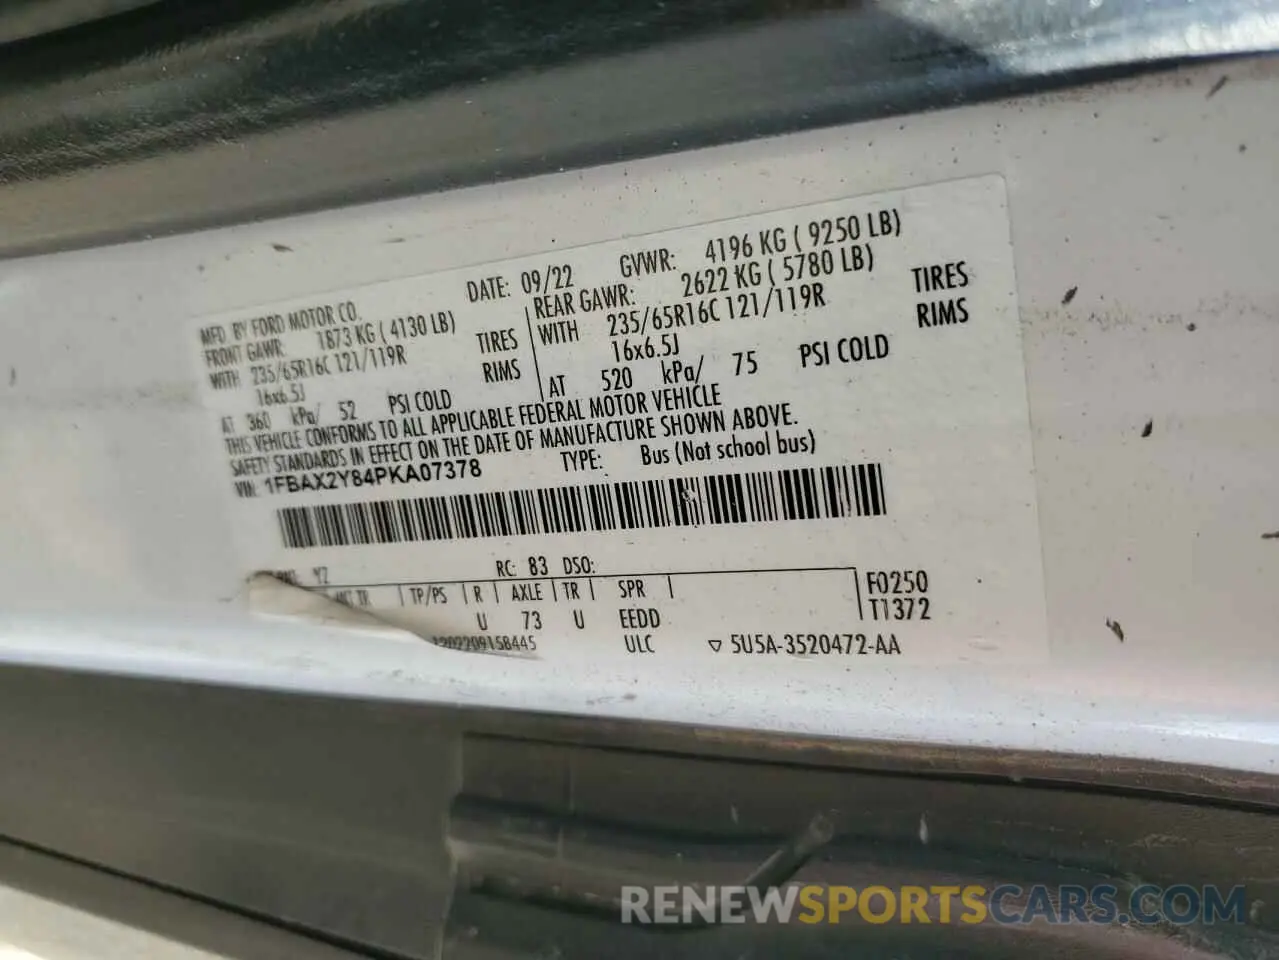 MFD. BY FORD MOTOR CO.
DATE: 09/22 GVWR: 4196 KG ( 9250 LB)
FRONT GAWR: 1873 KG ( 4130 LB)
REAR GAWR: 2622 KG ( 5780 LB)
WITH 235/65R16C 121/119R TIRES
WITH 235/65R16C 121/119R TIRES
16x6.5J RIMS
16x6.5J RIMS
AT 360 kPa/ 52 PSI COLD
AT 520 kPa/ 75 PSI COLD
THIS VEHICLE CONFORMS TO ALL APPLICABLE FEDERAL MOTOR VEHICLE
SAFETY STANDARDS IN EFFECT ON THE DATE OF MANUFACTURE SHOWN ABOVE.
VIN: 1FBAX2Y84PKA07378 TYPE: Bus (Not school bus)
YZ RC: 83 DSO:
INT TR TP/PS R AXLE TR SPR F0250
U 73 U EEDD T1372
1202209158445 ULC ▽ 5U5A-3520472-AA
RENEWSPORTSCARS.COM